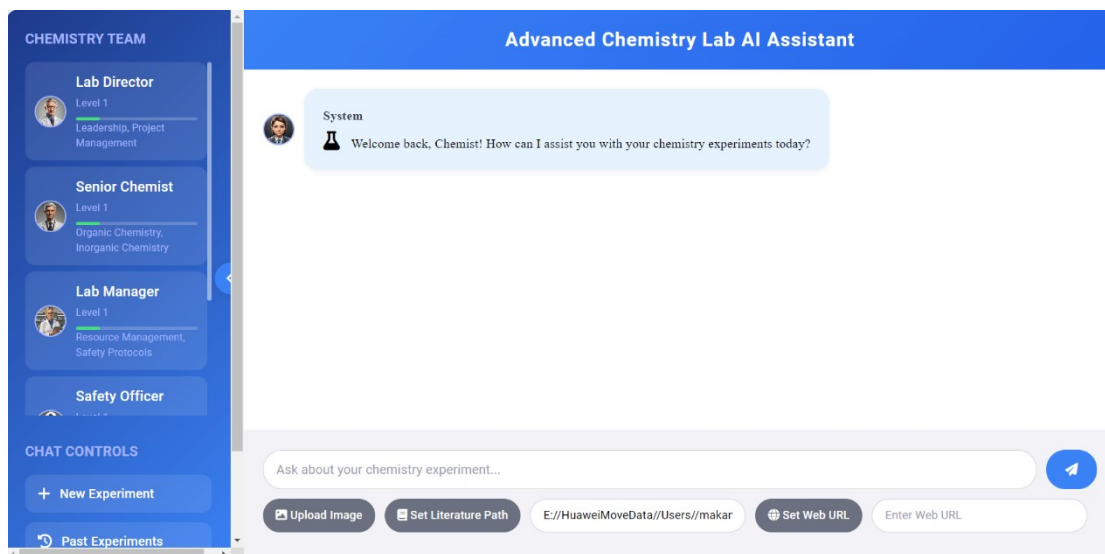 CHEMISTRY TEAM
Lab Director
Level 1
Leadership, Project
Management
Senior Chemist
Level 1
Organic Chemistry,
Inorganic Chemistry
Lab Manager
Level 1
Resource Management,
Safety Protocols
Safety Officer
CHAT CONTROLS
+ New Experiment
Past Experiments
Advanced Chemistry Lab AI Assistant
System
Welcome back, Chemist! How can I assist you with your chemistry experiments today?
Ask about your chemistry experiment...
Upload Image
Set Literature Path
E://HuaweiMoveData//Users//makar
Set Web URL
Enter Web URL